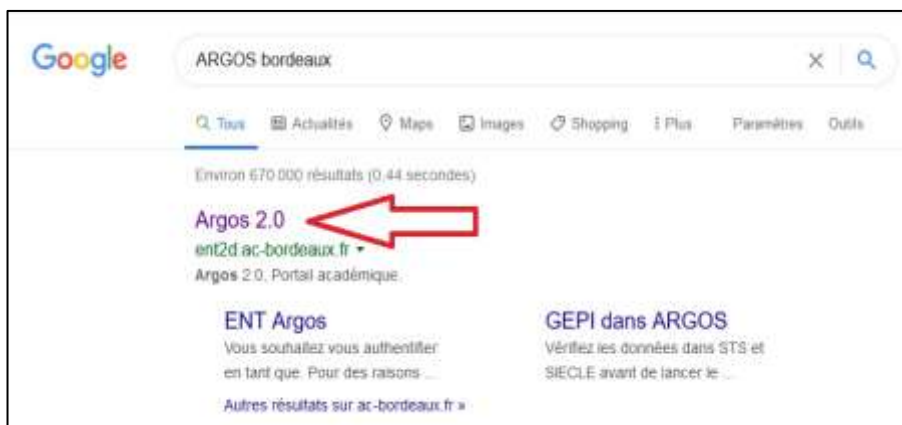 Google
ARGOS bordeaux
Tous Actualités Maps Images Shopping Plus Paramètres Outils
Environ 670 000 résultats (0,44 secondes)
Argos 2.0
ent2d.ac-bordeaux.fr
Argos 2.0. Portail académique.
ENT Argos
Vous souhaitez vous authentifier
en tant que. Pour des raisons ...
GEPI dans ARGOS
Vérifiez les données dans STS et
SIECLE avant de lancer le ...
Autres résultats sur ac-bordeaux.fr »